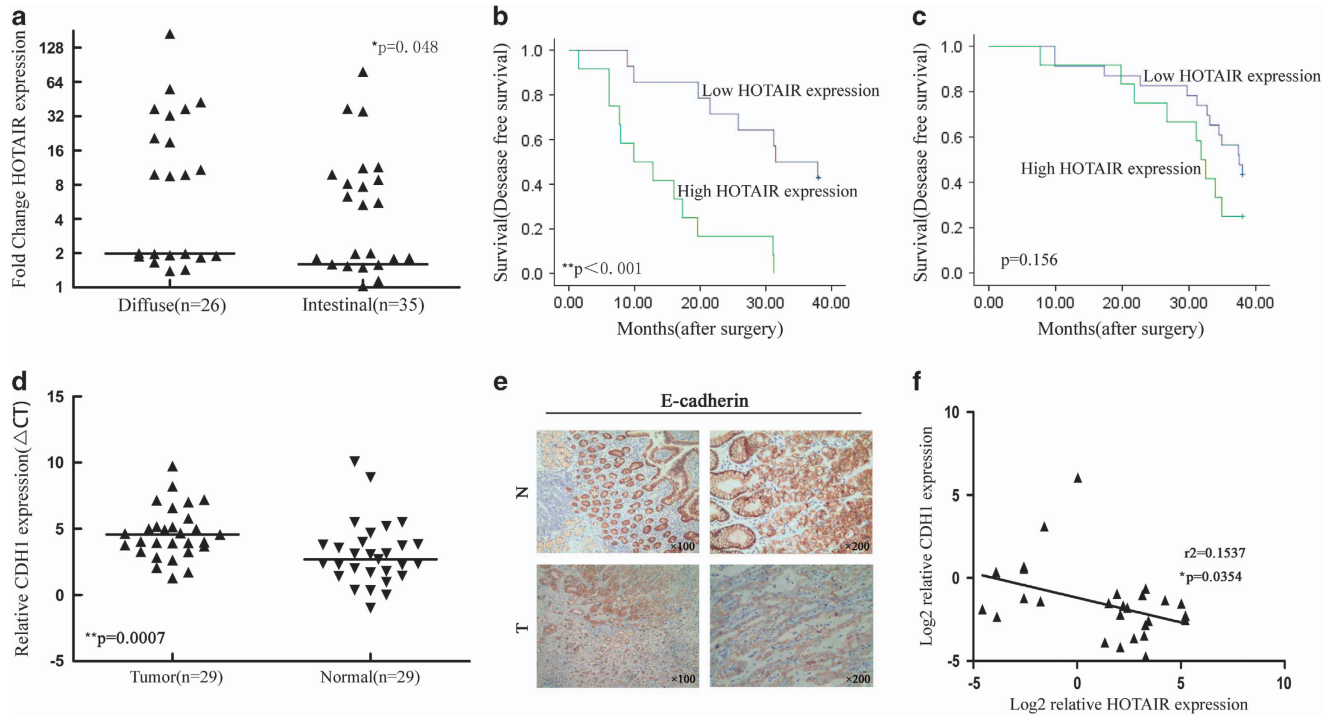 a
Fold Change HOTAIR expression
128
64
32
16
8
4
2
1
*p=0.048
Diffuse(n=26)
Intestinal(n=35)
b
Survival(Desease free survival)
1.0
0.8
0.6
0.4
0.2
0.0
Low HOTAIR expression
High HOTAIR expression
**p<0.001
0.00 10.00 20.00 30.00 40.00
Months(after surgery)
c
Survival(Desease free survival)
1.0
0.8
0.6
0.4
0.2
0.0
Low HOTAIR expression
High HOTAIR expression
p=0.156
0.00 10.00 20.00 30.00 40.00
Months(after surgery)
d
Relative CDH1 expression(△CT)
15
10
5
0
-5
**p=0.0007
Tumor(n=29)
Normal(n=29)
e
E-cadherin
N
×100
×200
T
×100
×200
f
Log2 relative CDH1 expression
10
5
0
-5
r2=0.1537
*p=0.0354
-5 0 5 10
Log2 relative HOTAIR expression